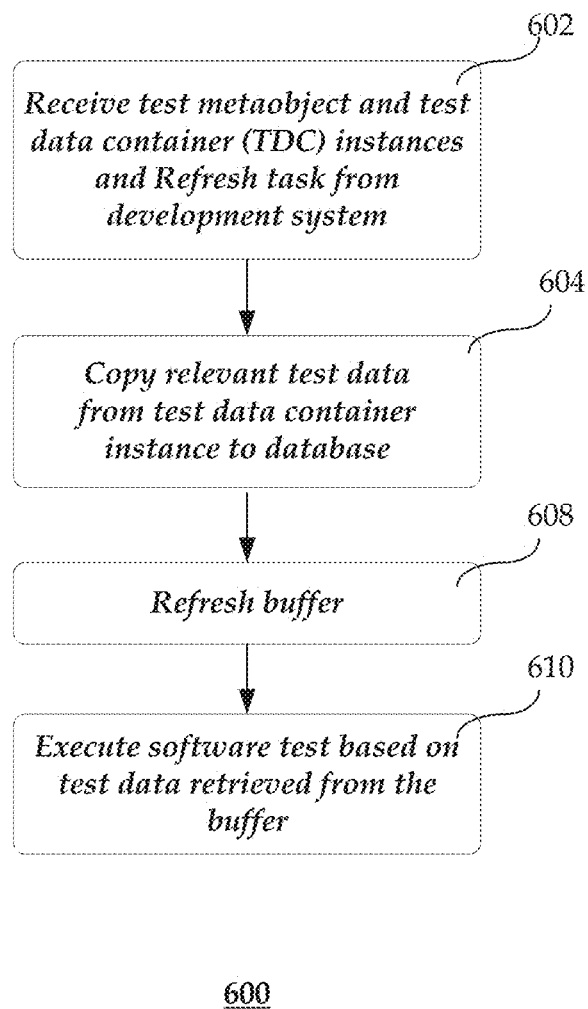 602
Receive test metaobject and test
data container (TDC) instances
and Refresh task from
development system
604
Copy relevant test data
from test data container
instance to database
608
Refresh buffer
610
Execute software test based on
test data retrieved from the
buffer
600